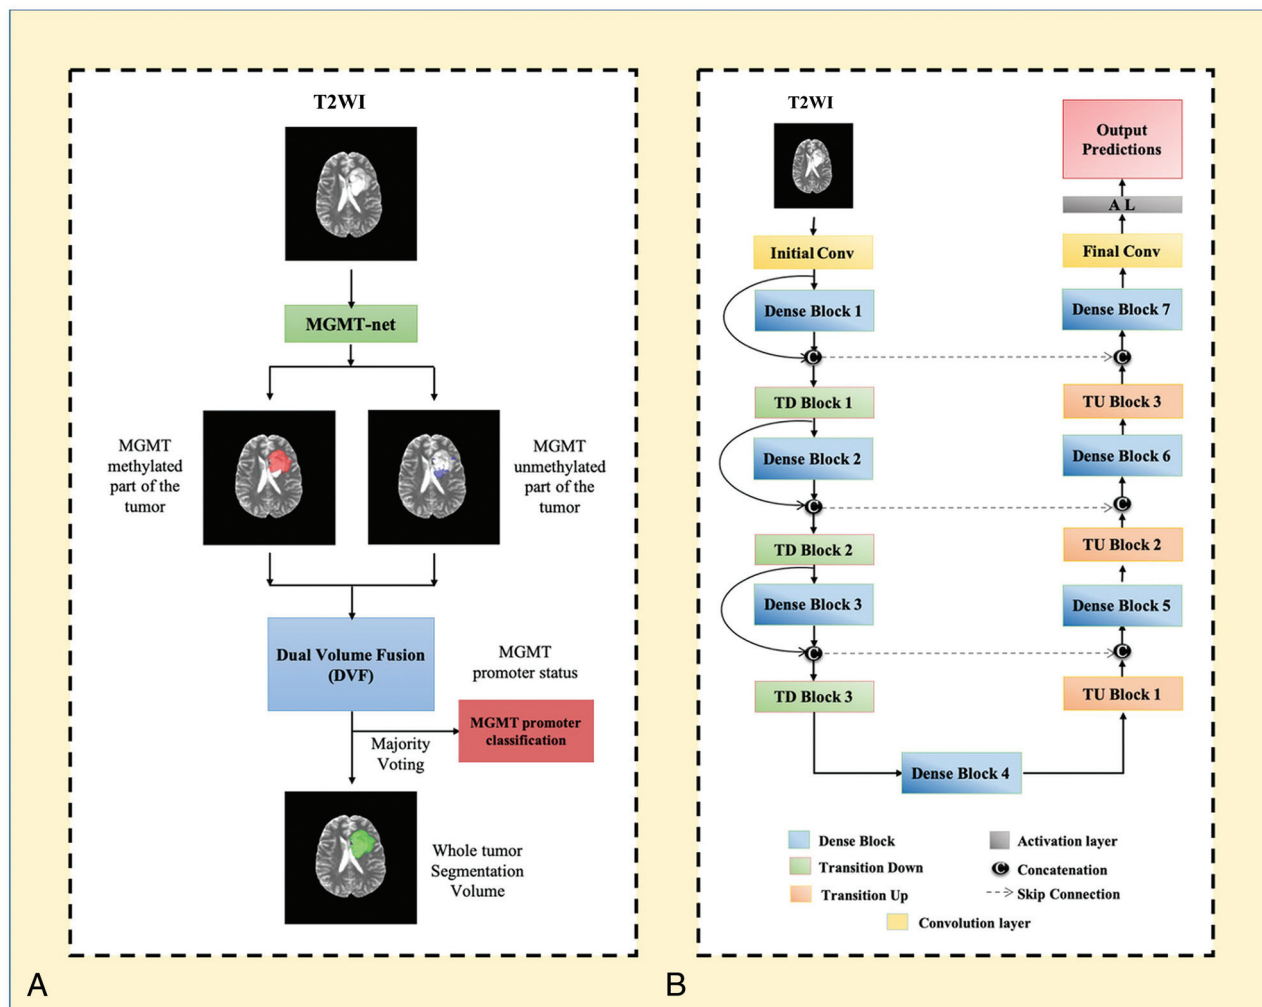 T2WI
MGMT-net
MGMT
methylated
part of the
tumor
MGMT
unmethylated
part of the
tumor
Dual Volume Fusion
(DVF)
MGMT
promoter status
MGMT promoter
classification
Majority
Voting
Whole tumor
Segmentation
Volume
A
T2WI
Initial Conv
Dense Block 1
C
TD Block 1
Dense Block 2
C
TD Block 2
Dense Block 3
C
TD Block 3
Dense Block 4
TU Block 1
C
Dense Block 5
TU Block 2
C
Dense Block 6
TU Block 3
C
Dense Block 7
Final Conv
A L
Output
Predictions
Dense Block
Transition Down
Transition Up
Activation layer
C Concatenation
Skip Connection
Convolution layer
B